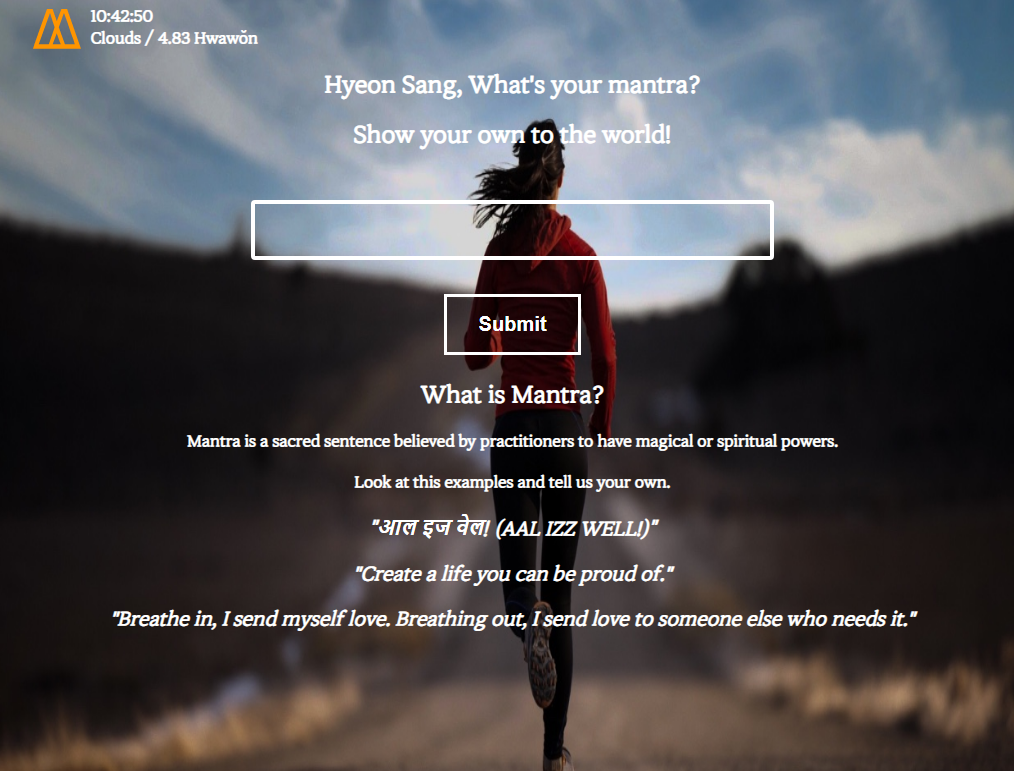 10:42:50
Clouds / 4.83 Hwawŏn
Hyeon Sang, What's your mantra?
Show your own to the world!
Submit
What is Mantra?
Mantra is a sacred sentence believed by practitioners to have magical or spiritual powers.
Look at this examples and tell us your own.
"आल इज वेल! (AAL IZZ WELL!)"
"Create a life you can be proud of."
"Breathe in, I send myself love. Breathing out, I send love to someone else who needs it."